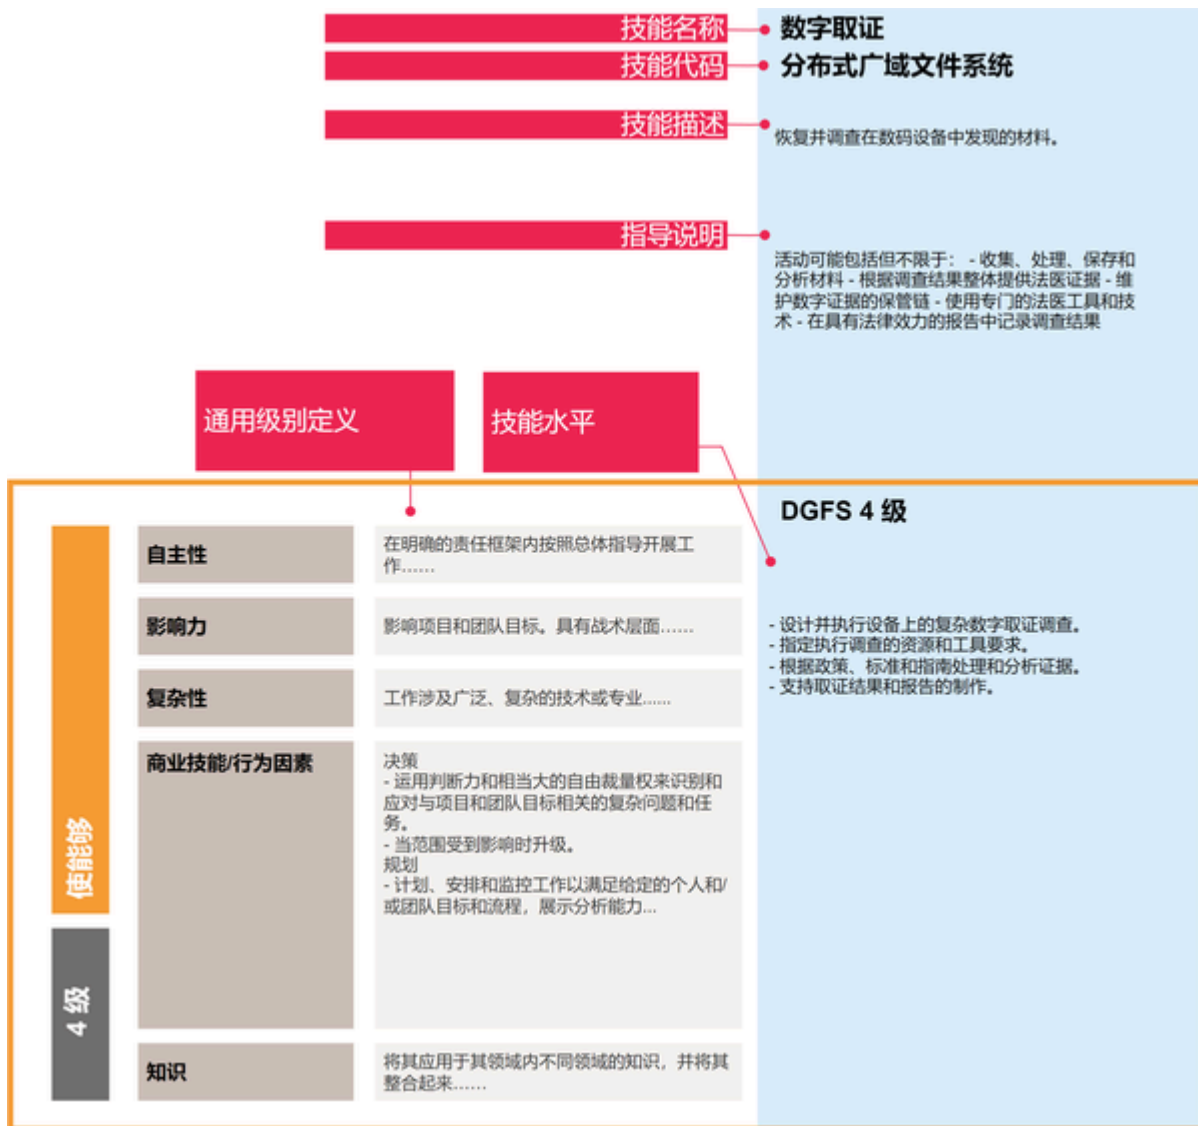 技能名称
数字取证
技能代码
分布式广域文件系统
技能描述
恢复并调查在数码设备中发现的材料。
指导说明
活动可能包括但不限于： - 收集、处理、保存和
分析材料 - 根据调查结果整体提供法医证据 - 维
护数字证据的保管链 - 使用专门的法医工具和技
术 - 在具有法律效力的报告中记录调查结果
通用级别定义
技能水平
DGFS 4 级
自主性
在明确的责任框架内按照总体指导开展工
作……
影响力
影响项目和团队目标。具有战术层面……
复杂性
工作涉及广泛、复杂的技术或专业……
商业技能/行为因素
决策
- 运用判断力和相当大的自由裁量权来识别和
应对与项目和团队目标相关的复杂问题和任
务。
- 当范围受到影响时升级。
规划
- 计划、安排和监控工作以满足给定的个人和/
或团队目标和流程，展示分析能力...
知识
将其应用于其领域内不同领域的知识，并将其
整合起来……
使能够
4 级
- 设计并执行设备上的复杂数字取证调查。
- 指定执行调查的资源和工具要求。
- 根据政策、标准和指南处理和分析证据。
- 支持取证结果和报告的制作。